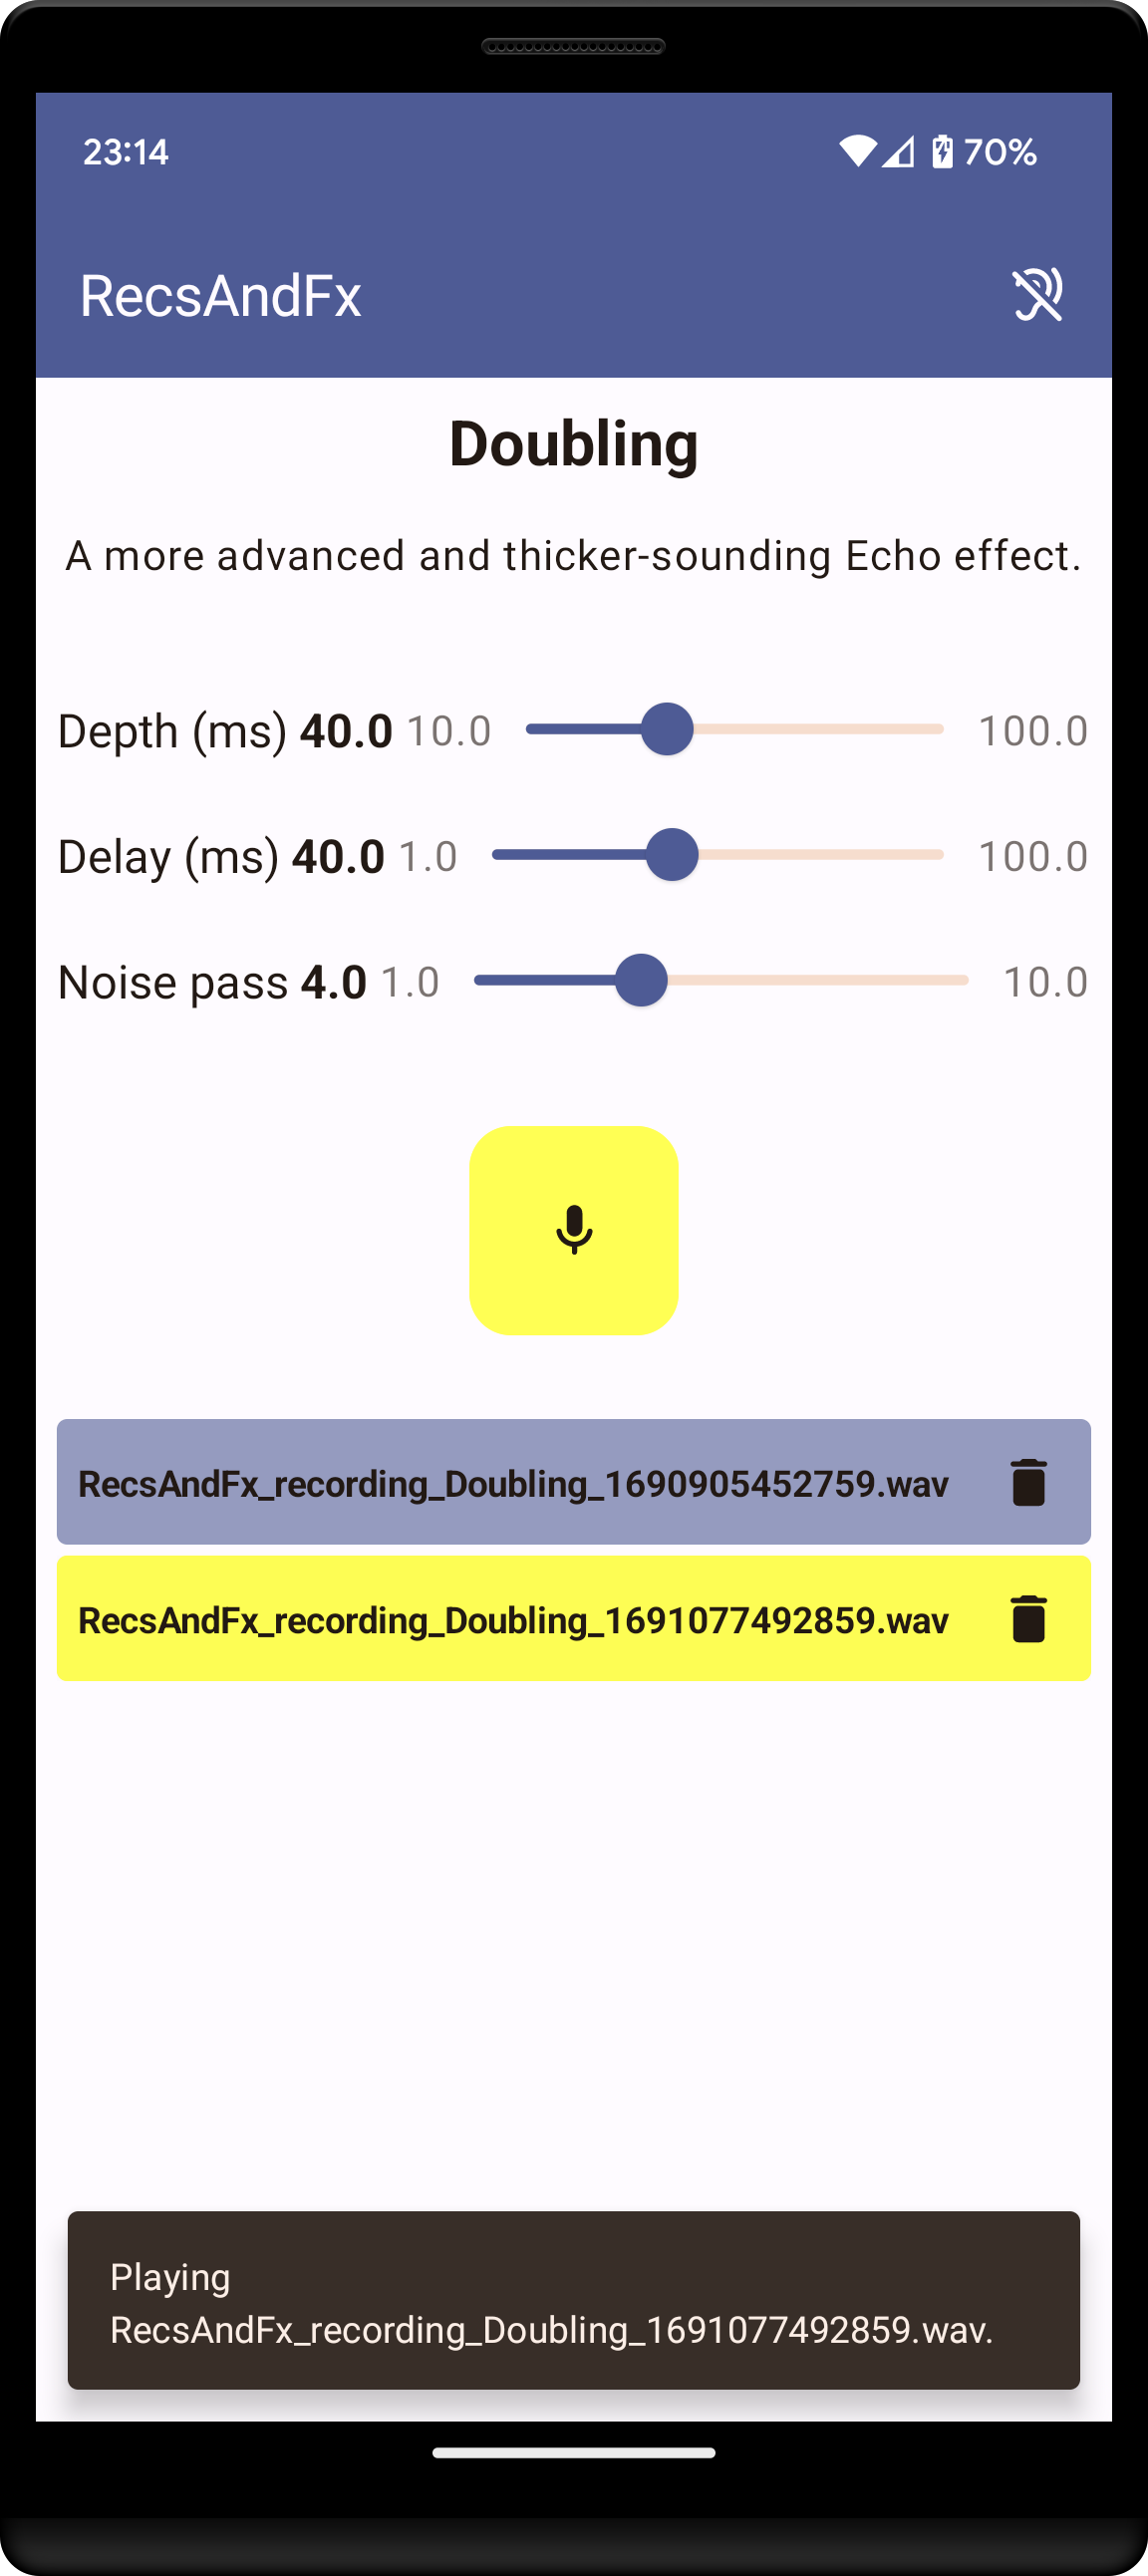 23:14 70%
RecsAndFx
Doubling
A more advanced and thicker-sounding Echo effect.
Depth (ms) 40.0 10.0 100.0
Delay (ms) 40.0 1.0 100.0
Noise pass 4.0 1.0 10.0
RecsAndFx_recording_Doubling_1690905452759.wav
RecsAndFx_recording_Doubling_1691077492859.wav
Playing
RecsAndFx_recording_Doubling_1691077492859.wav.